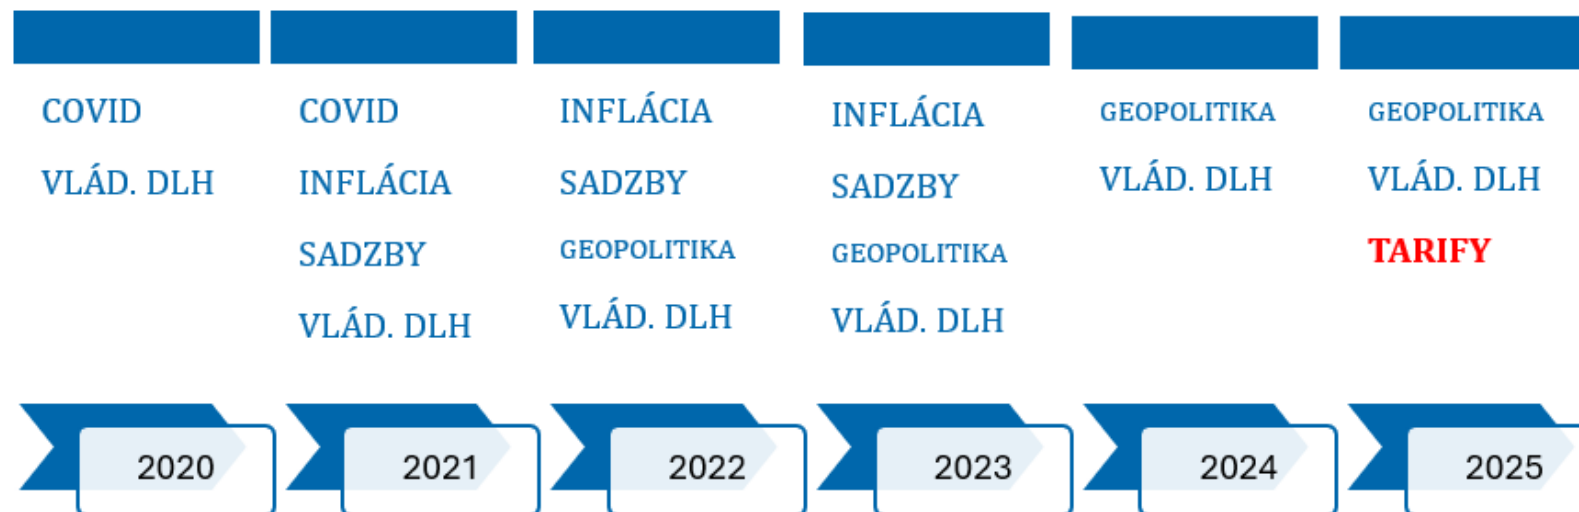 COVID
VLÁD. DLH
2020
COVID
INFLÁCIA
SADZBY
VLÁD. DLH
2021
INFLÁCIA
SADZBY
GEOPOLITIKA
VLÁD. DLH
2022
INFLÁCIA
SADZBY
GEOPOLITIKA
VLÁD. DLH
2023
GEOPOLITIKA
VLÁD. DLH
2024
GEOPOLITIKA
VLÁD. DLH
TARIFY
2025